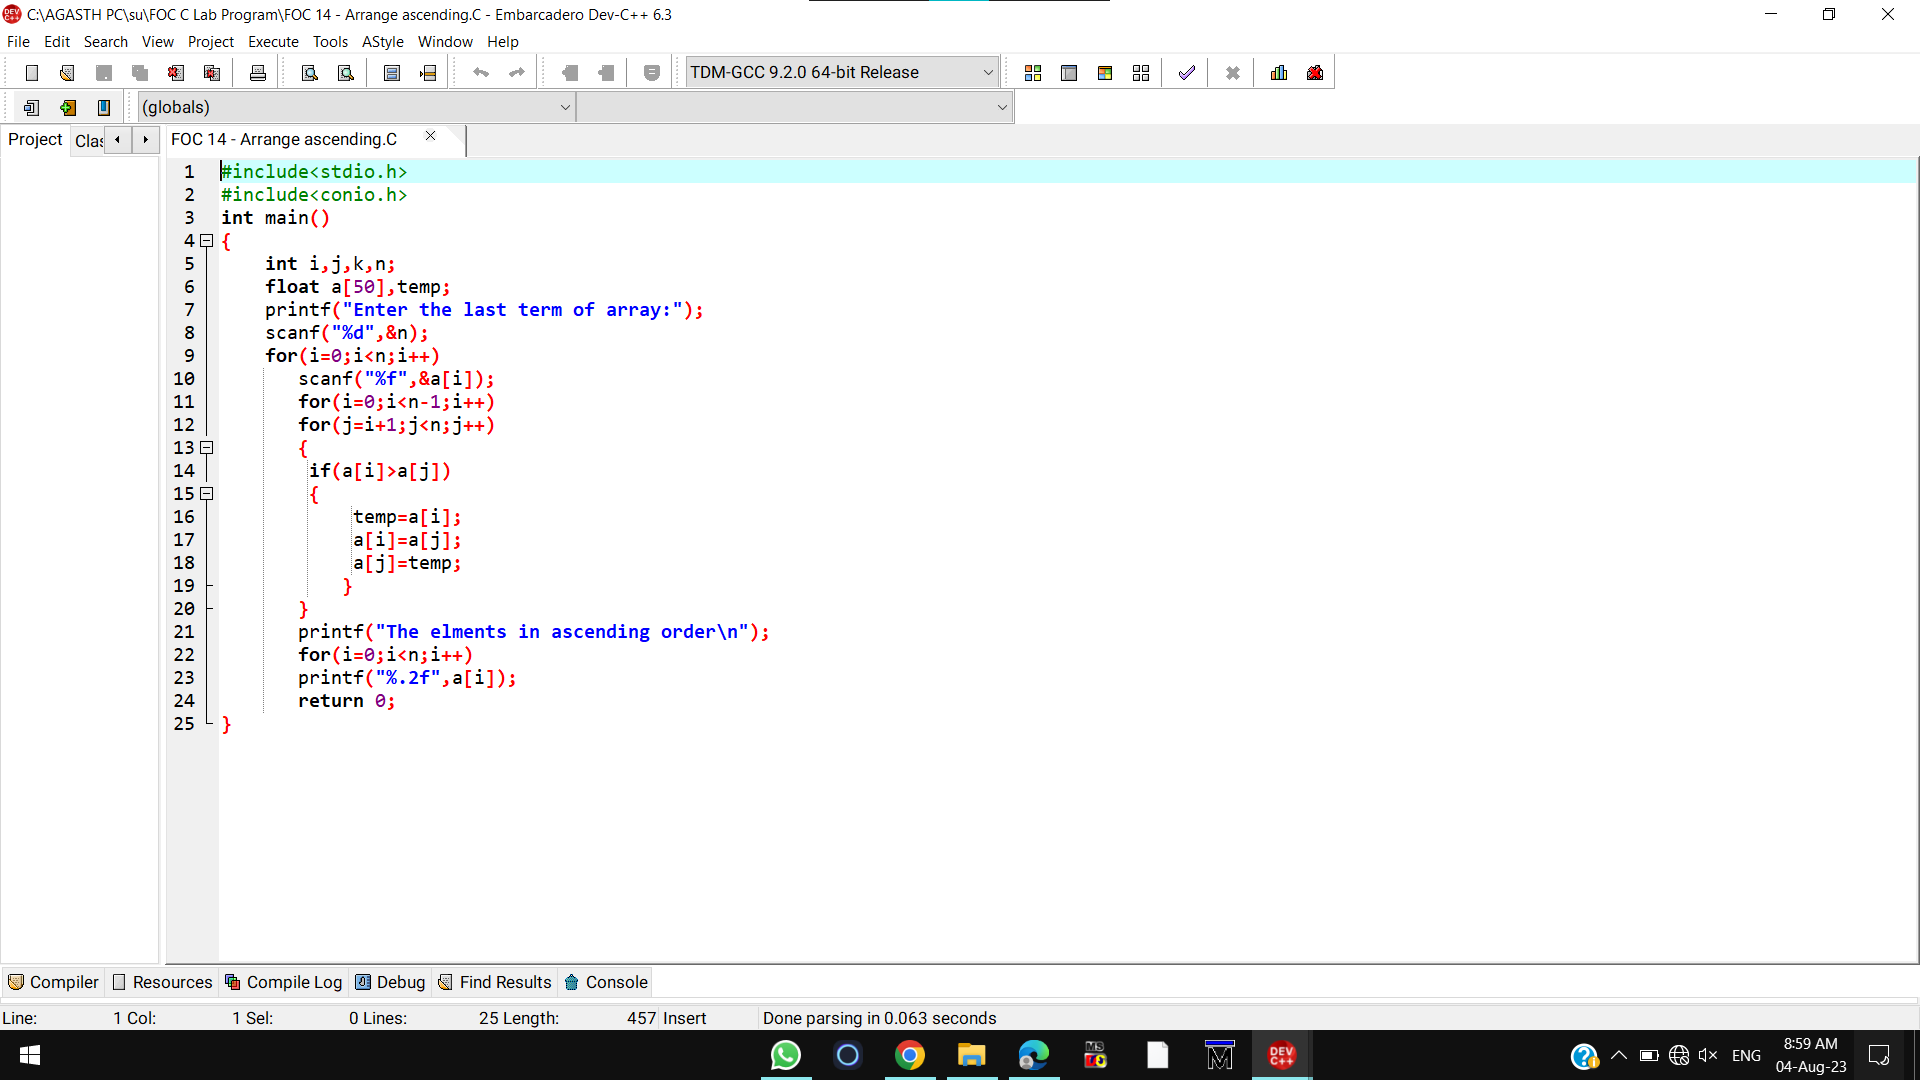 C:\AGASTH PC\su\FOC C Lab Program\FOC 14 - Arrange ascending.C - Embarcadero Dev-C++ 6.3
File Edit Search View Project Execute Tools AStyle Window Help
TDM-GCC 9.2.0 64-bit Release
(globals)
Project Clas FOC 14 - Arrange ascending.C
1 #include<stdio.h>
2 #include<conio.h>
3 int main()
4 {
5 int i,j,k,n;
6 float a[50],temp;
7 printf("Enter the last term of array:");
8 scanf("%d",&n);
9 for(i=0;i<n;i++)
10 scanf("%f",&a[i]);
11 for(i=0;i<n-1;i++)
12 for(j=i+1;j<n;j++)
13 {
14 if(a[i]>a[j])
15 {
16 temp=a[i];
17 a[i]=a[j];
18 a[j]=temp;
19 }
20 }
21 printf("The elments in ascending order\n");
22 for(i=0;i<n;i++)
23 printf("%.2f",a[i]);
24 return 0;
25 }
Compiler Resources Compile Log Debug Find Results Console
Line: 1 Col: 1 Sel: 0 Lines: 25 Length: 457 Insert Done parsing in 0.063 seconds
MS
DEV C++
ENG
8:59 AM
04-Aug-23